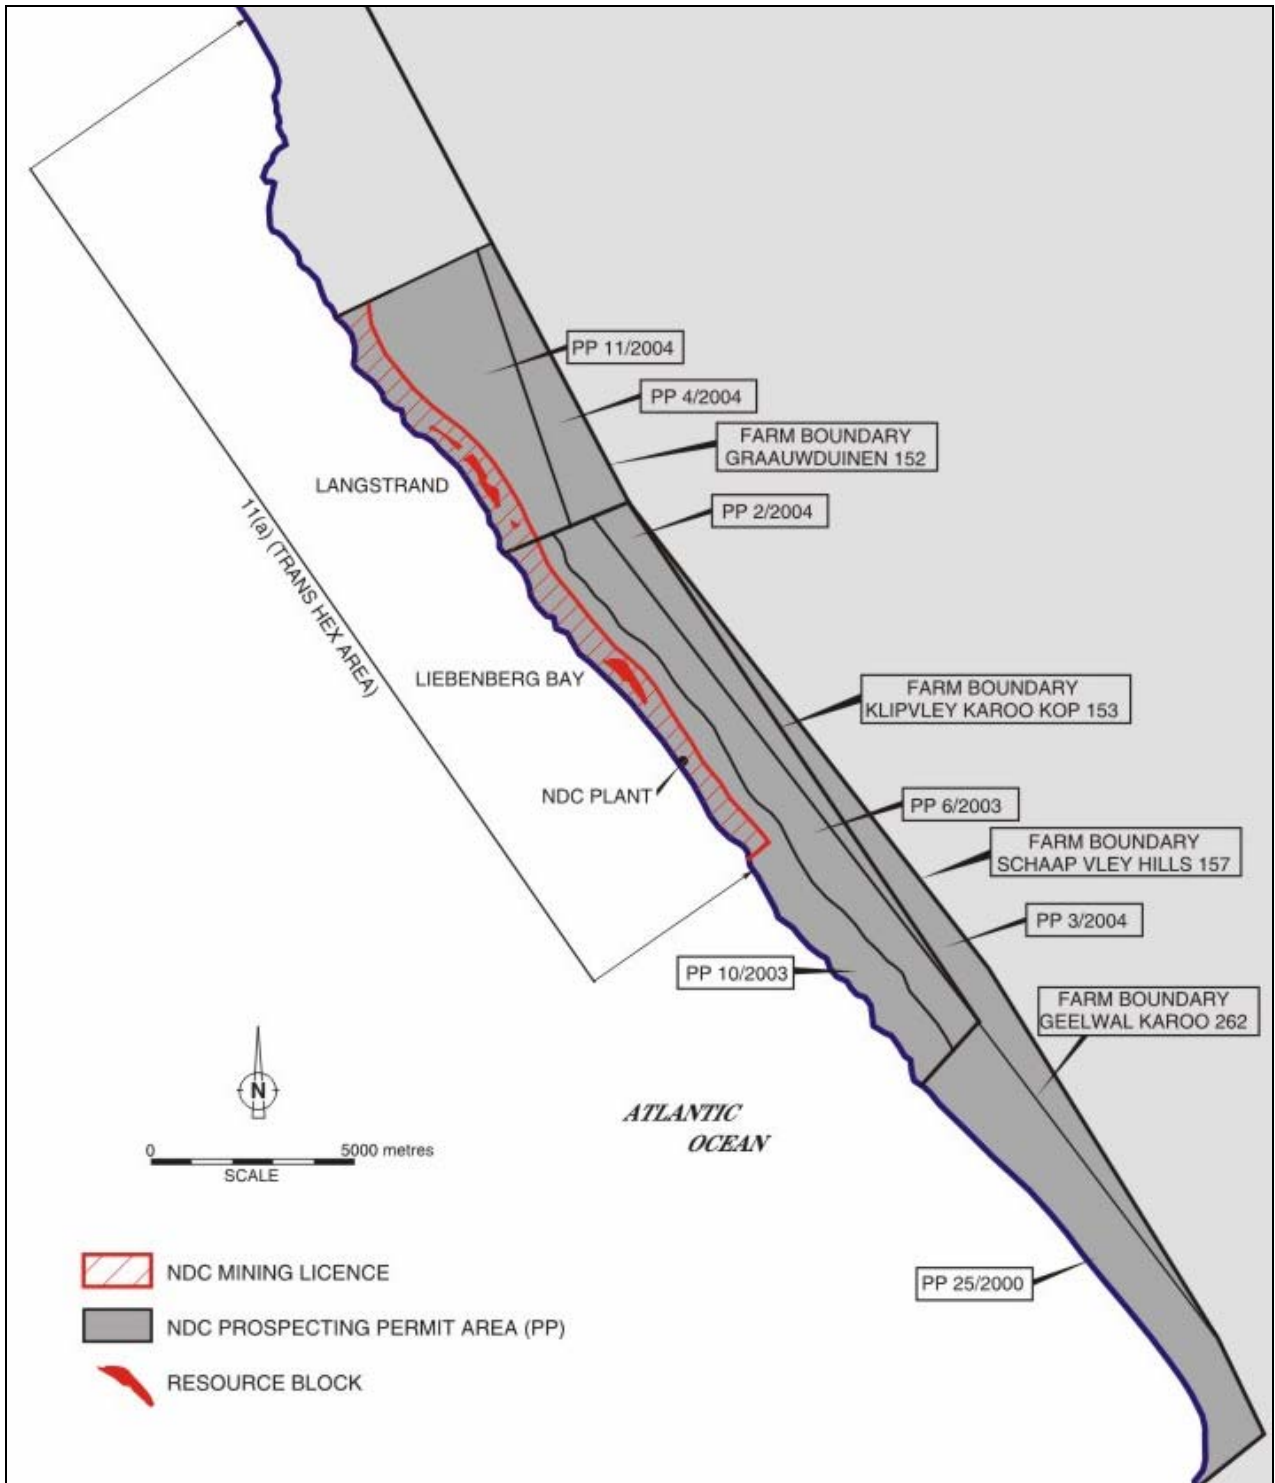 PP 11/2004
PP 4/2004
FARM BOUNDARY
GRAAUWDUINEN 152
LANGSTRAND
PP 2/2004
11(a) (TRANS HEX AREA)
LIEBENBERG BAY
FARM BOUNDARY
KLIPVLEY KAROO KOP 153
NDC PLANT
PP 6/2003
FARM BOUNDARY
SCHAAP VLEY HILLS 157
PP 3/2004
PP 10/2003
FARM BOUNDARY
GEELWAL KAROO 262
N
ATLANTIC
OCEAN
0 5000 metres
SCALE
PP 25/2000
NDC MINING LICENCE
NDC PROSPECTING PERMIT AREA (PP)
RESOURCE BLOCK